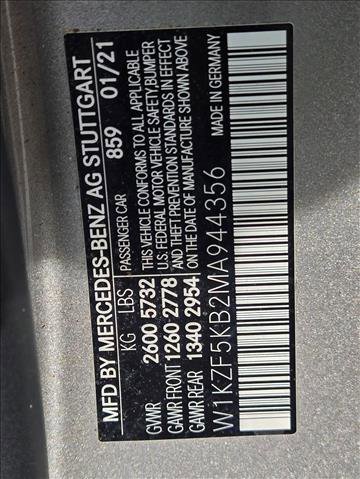 MFD BY MERCEDES-BENZ AG STUTTGART
859 01/21
KG LBS PASSENGER CAR
GVWR 2600 5732 THIS VEHICLE CONFORMS TO ALL APPLICABLE
U.S. FEDERAL MOTOR VEHICLE SAFETY, BUMPER
GAWR FRONT 1260 2778 AND THEFT PREVENTION STANDARDS IN EFFECT
GAWR REAR 1340 2954 ON THE DATE OF MANUFACTURE SHOWN ABOVE
W1KZF5KB2MA944356 MADE IN GERMANY